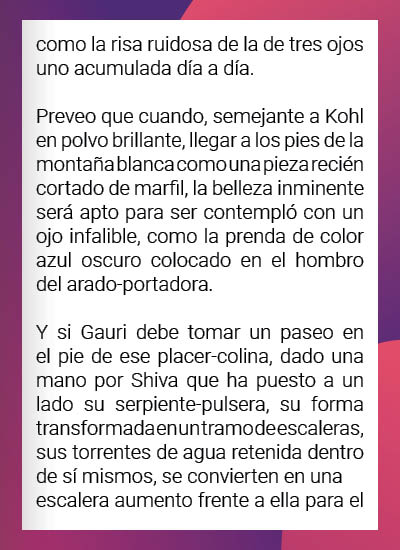 como la risa ruidosa de la de tres ojos
uno acumulada día a día.
Preveo que cuando, semejante a Kohl
en polvo brillante, llegar a los pies de la
montaña blanca como una pieza recién
cortado de marfil, la belleza inminente
será apto para ser contempló con un
ojo infalible, como la prenda de color
azul oscuro colocado en el hombro
del arado-portadora.
Y si Gauri debe tomar un paseo en
el pie de ese placer-colina, dado una
mano por Shiva que ha puesto a un
lado su serpiente-pulsera, su forma
transformada en un tramo de escaleras,
sus torrentes de agua retenida dentro
de sí mismos, se convierten en una
escalera aumento frente a ella para el